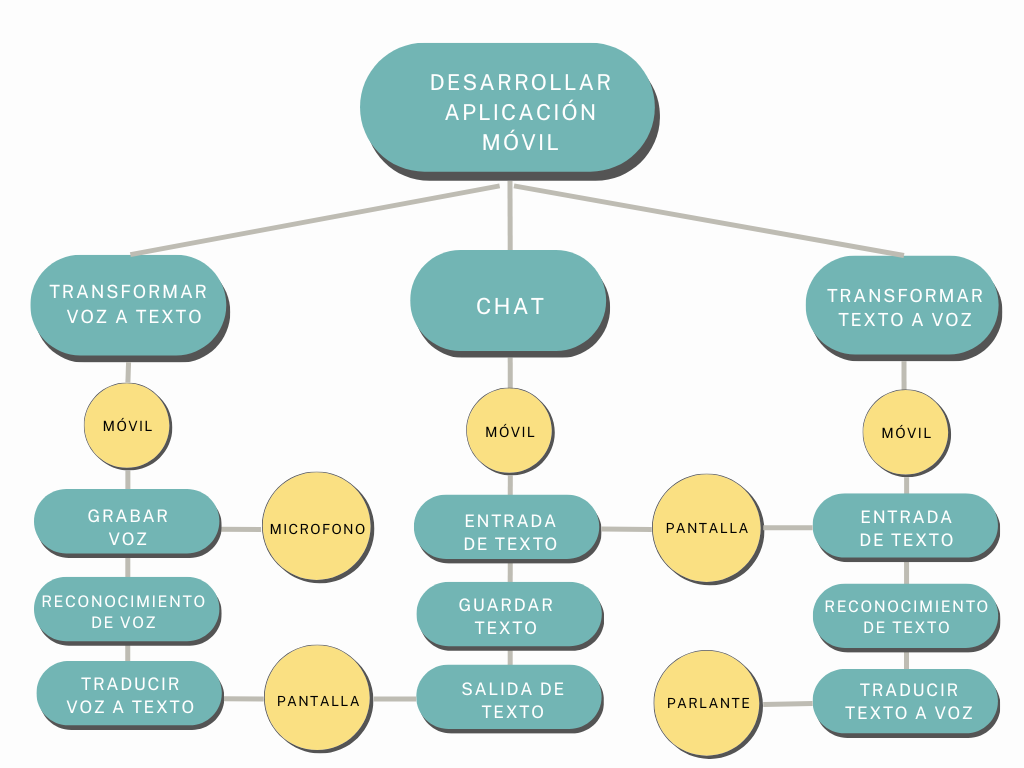 DESARROLLAR
APLICACIÓN
MÓVIL
TRANSFORMAR
VOZ A TEXTO
CHAT
TRANSFORMAR
TEXTO A VOZ
MÓVIL
MÓVIL
MÓVIL
GRABAR
VOZ
MICROFONO
ENTRADA
DE TEXTO
PANTALLA
ENTRADA
DE TEXTO
RECONOCIMIENTO
DE VOZ
GUARDAR
TEXTO
RECONOCIMIENTO
DE TEXTO
TRADUCIR
VOZ A TEXTO
PANTALLA
SALIDA DE
TEXTO
PARLANTE
TRADUCIR
TEXTO A VOZ